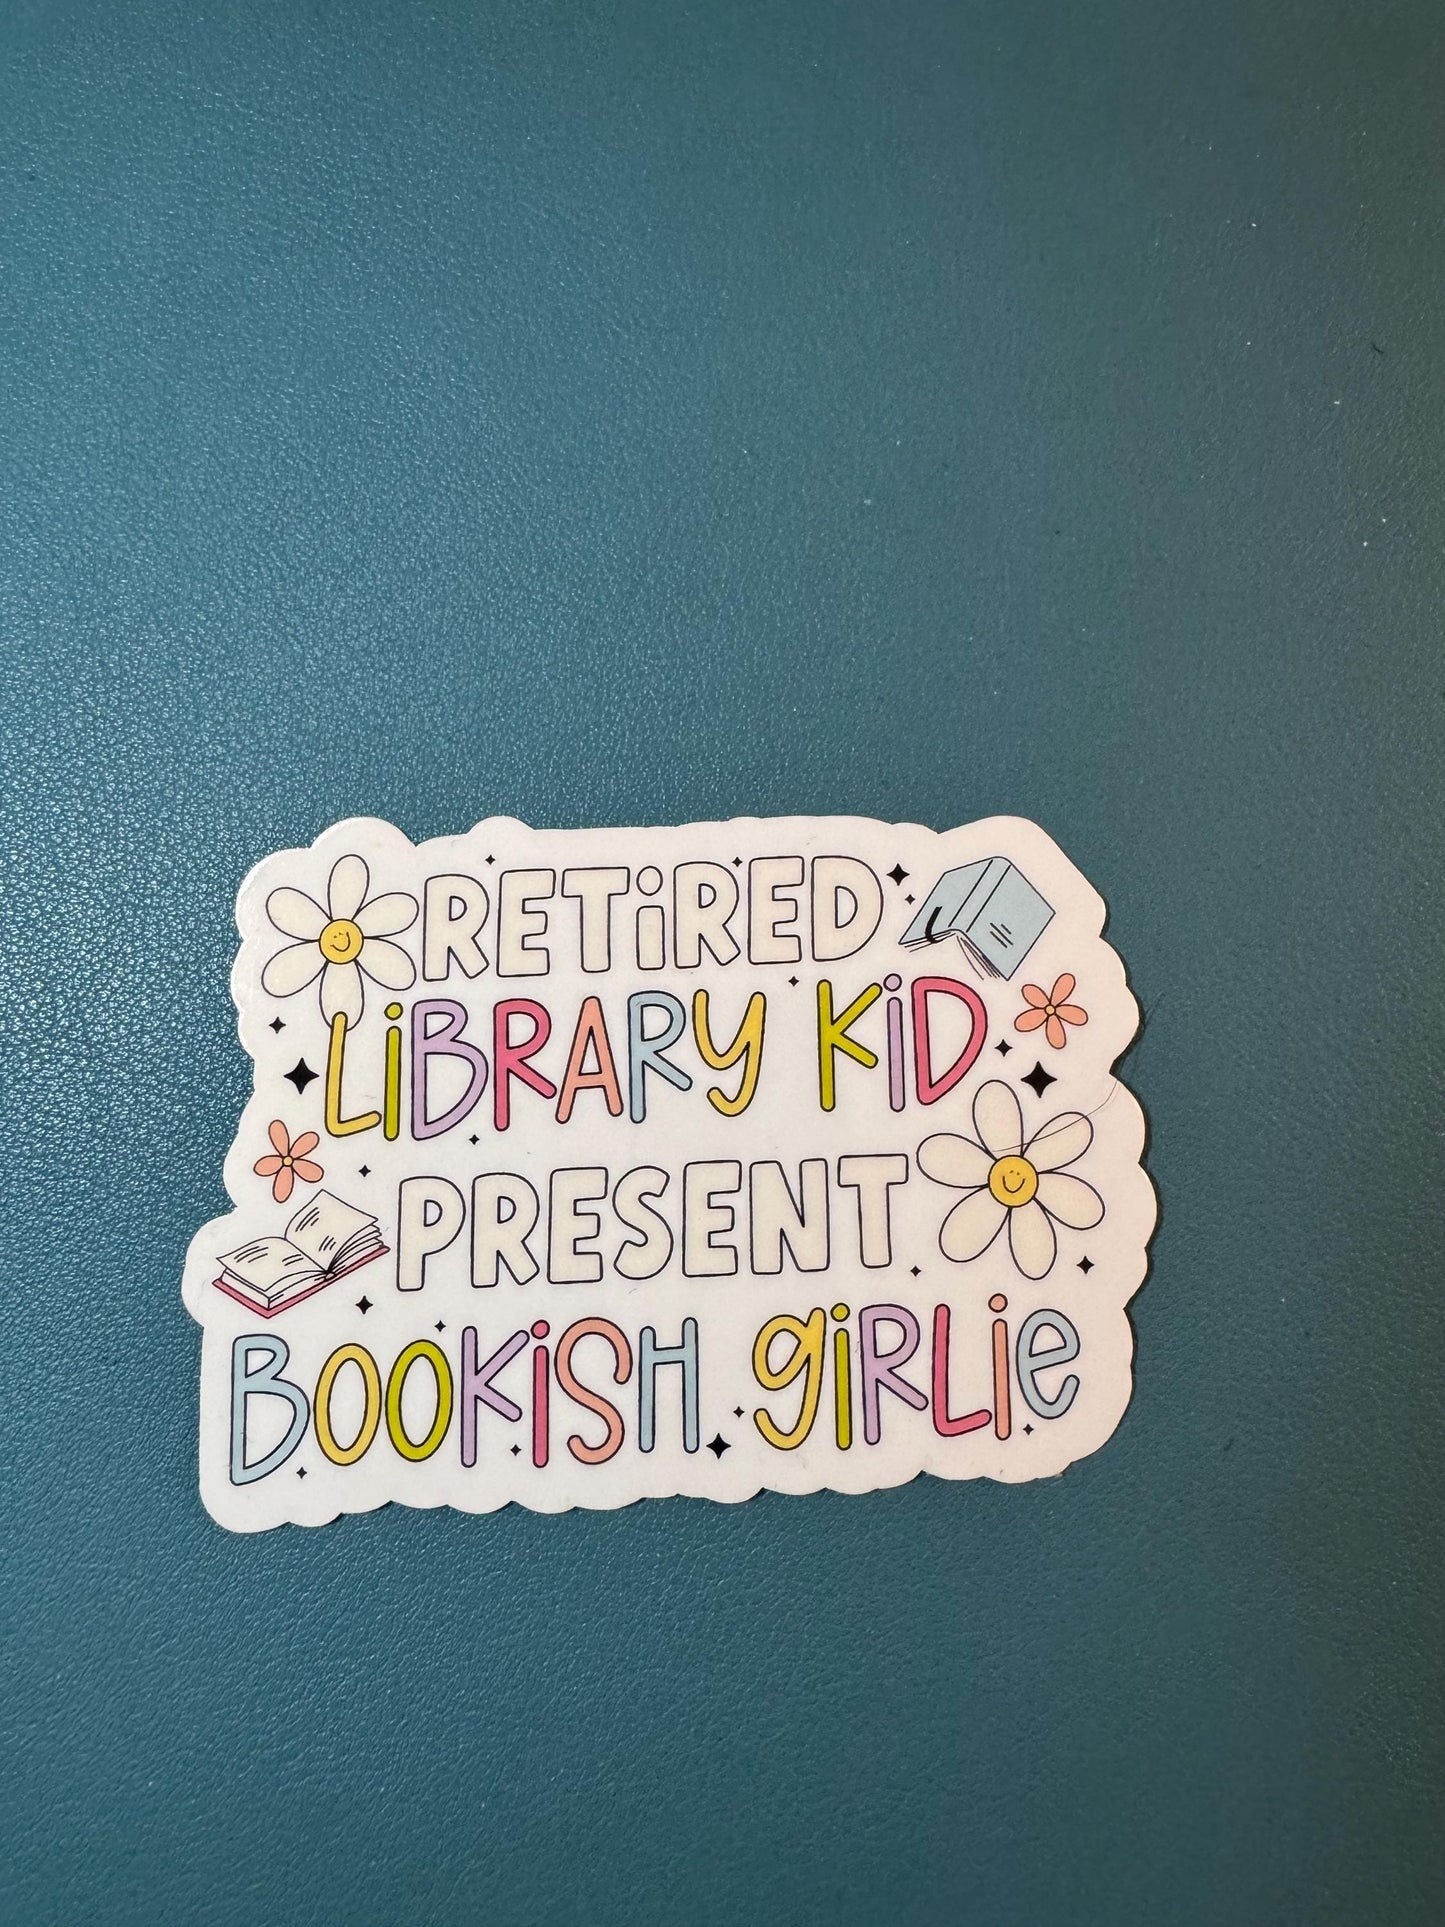 RETiRED
LiBRARY KiD
PRESENT
BOOKiSH giRLie